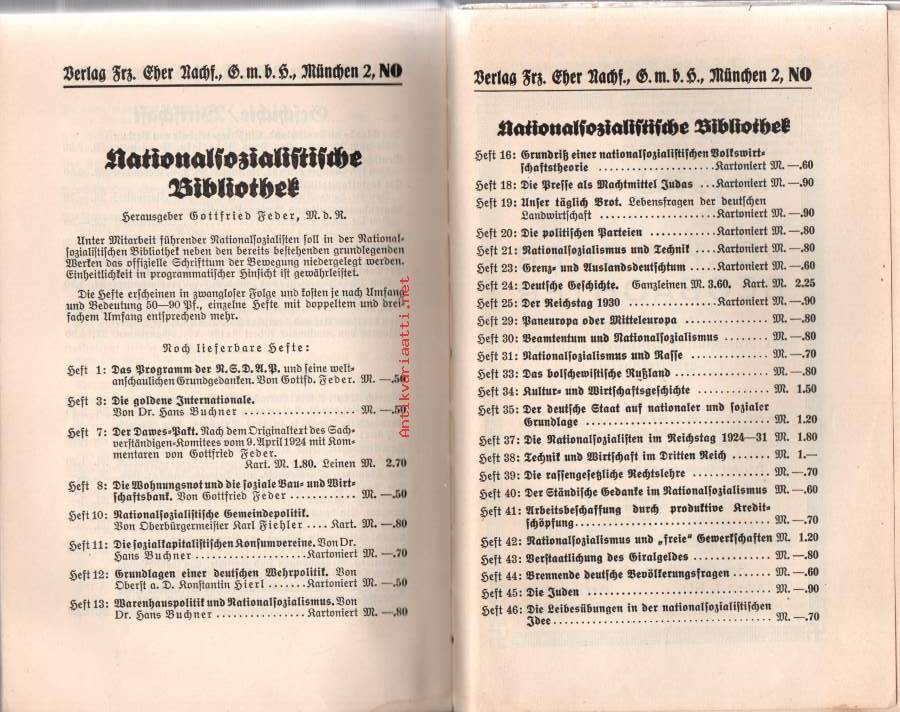 Verlag Frz. Eher Nachf., G. m. b. H., München 2, NO
Nationalsozialistische
Bibliothek
Herausgeber Gottfried Feder, M. d. R.
Unter Mitarbeit führender Nationalsozialisten soll in der National-
sozialistischen Bibliothek neben den bereits bestehenden grundlegenden
Werken das offizielle Schrifttum der Bewegung niedergelegt werden.
Einheitlichkeit in programmatischer Hinsicht ist gewährleistet.
Die Hefte erscheinen in zwangloser Folge und kosten je nach Umfang
und Bedeutung 50—90 Pf., einzelne Hefte mit doppeltem und drei-
fachem Umfang entsprechend mehr.
Noch lieferbare Hefte:
Heft 1: Das Programm der N.S.D.A.P. und seine welt-
anschaulichen Grundgedanken. Von Gottfd. Feder. M. —.50
Heft 3: Die goldene Internationale.
Von Dr. Hans Buchner .................... M. —.50
Heft 7: Der Dawes-Pakt. Nach dem Originaltext des Sach-
verständigen-Komitees vom 9. April 1924 mit Kom-
mentaren von Gottfried Feder.
Kart. M. 1.80. Leinen M. 2.70
Heft 8: Die Wohnungsnot und die soziale Bau- und Wirt-
schaftsbank. Von Gottfried Feder ........... M. —.50
Heft 10: Nationalsozialistische Gemeindepolitik.
Von Oberbürgermeister Karl Fiehler .... Kart. M. —.80
Heft 11: Die sozialkapitalistischen Konsumvereine. Von Dr.
Hans Buchner ................... Kartoniert M. —.70
Heft 12: Grundlagen einer deutschen Wehrpolitik. Von
Oberst a. D. Konstantin Hierl ....... Kartoniert M. —.50
Heft 13: Warenhauspolitik und Nationalsozialismus. Von
Dr. Hans Buchner ................ Kartoniert M. —.80
Antikvariaatti.net
Verlag Frz. Eher Nachf., G. m. b. H., München 2, NO
Nationalsozialistische Bibliothek
Heft 16: Grundriß einer nationalsozialistischen Volkswirt-
schaftstheorie .................... Kartoniert M. —.60
Heft 18: Die Presse als Machtmittel Judas ... Kartoniert M. —.90
Heft 19: Unser täglich Brot. Lebensfragen der deutschen
Landwirtschaft .................... Kartoniert M. —.90
Heft 20: Die politischen Parteien .......... Kartoniert M. —.80
Heft 21: Nationalsozialismus und Technik .... Kartoniert M. —.80
Heft 23: Grenz- und Auslandsdeutschtum ..... Kartoniert M. —.60
Heft 24: Deutsche Geschichte. Ganzleinen M. 3.60. Kart. M. 2.25
Heft 25: Der Reichstag 1930 ............... Kartoniert M. —.90
Heft 29: Paneuropa oder Mitteleuropa ............... M. —.80
Heft 30: Beamtentum und Nationalsozialismus ....... M. —.80
Heft 31: Nationalsozialismus und Rasse ............. M. —.70
Heft 33: Das bolschewistische Rußland .............. M. —.80
Heft 34: Kultur- und Wirtschaftsgeschichte ........... M. 1.50
Heft 35: Der deutsche Staat auf nationaler und sozialer
Grundlage ........................... M. 1.20
Heft 37: Die Nationalsozialisten im Reichstag 1924—31 M. 1.80
Heft 38: Technik und Wirtschaft im Dritten Reich ...... M. 1.—
Heft 39: Die rassengesetzliche Rechtslehre ............ M. —.70
Heft 40: Der Ständische Gedanke im Nationalsozialismus M. —.60
Heft 41: Arbeitsbeschaffung durch produktive Kredit-
schöpfung............................ M. —.70
Heft 42: Nationalsozialismus und „freie" Gewerkschaften M. 1.20
Heft 43: Verstaatlichung des Giralgeldes .............. M. —.80
Heft 44: Brennende deutsche Bevölkerungsfragen ....... M. —.60
Heft 45: Die Juden ............................ M. —.90
Heft 46: Die Leibesübungen in der nationalsozialistischen
Idee................................ M. —.70